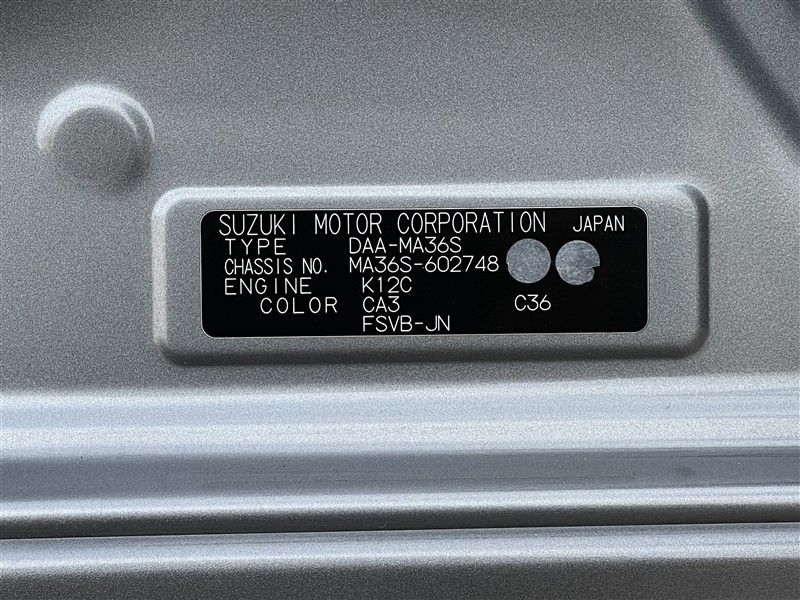 SUZUKI MOTOR CORPORATION JAPAN
TYPE DAA-MA36S
CHASSIS NO. MA36S-602748
ENGINE K12C
COLOR CA3 C36
FSVB-JN